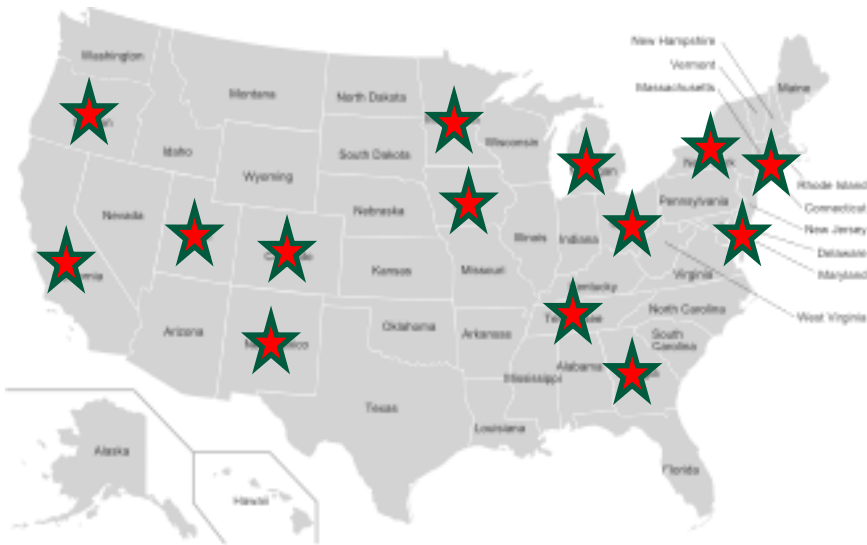 New Hampshire
Vermont
Massachusetts
Washington
Maine
Montana
North Dakota
Wisconsin
Idaho
South Dakota
Wyoming
Rhode Island
Pennsylvania
Connecticut
Nevada
Nebraska
New Jersey
Illinois
Indiana
Delaware
Missouri
Kansas
Virginia
Maryland
Kentucky
North Carolina
West Virginia
Arizona
Oklahoma
Arkansas
South
Carolina
Alabama
Mississippi
Texas
Louisiana
Alaska
Florida
Hawaii